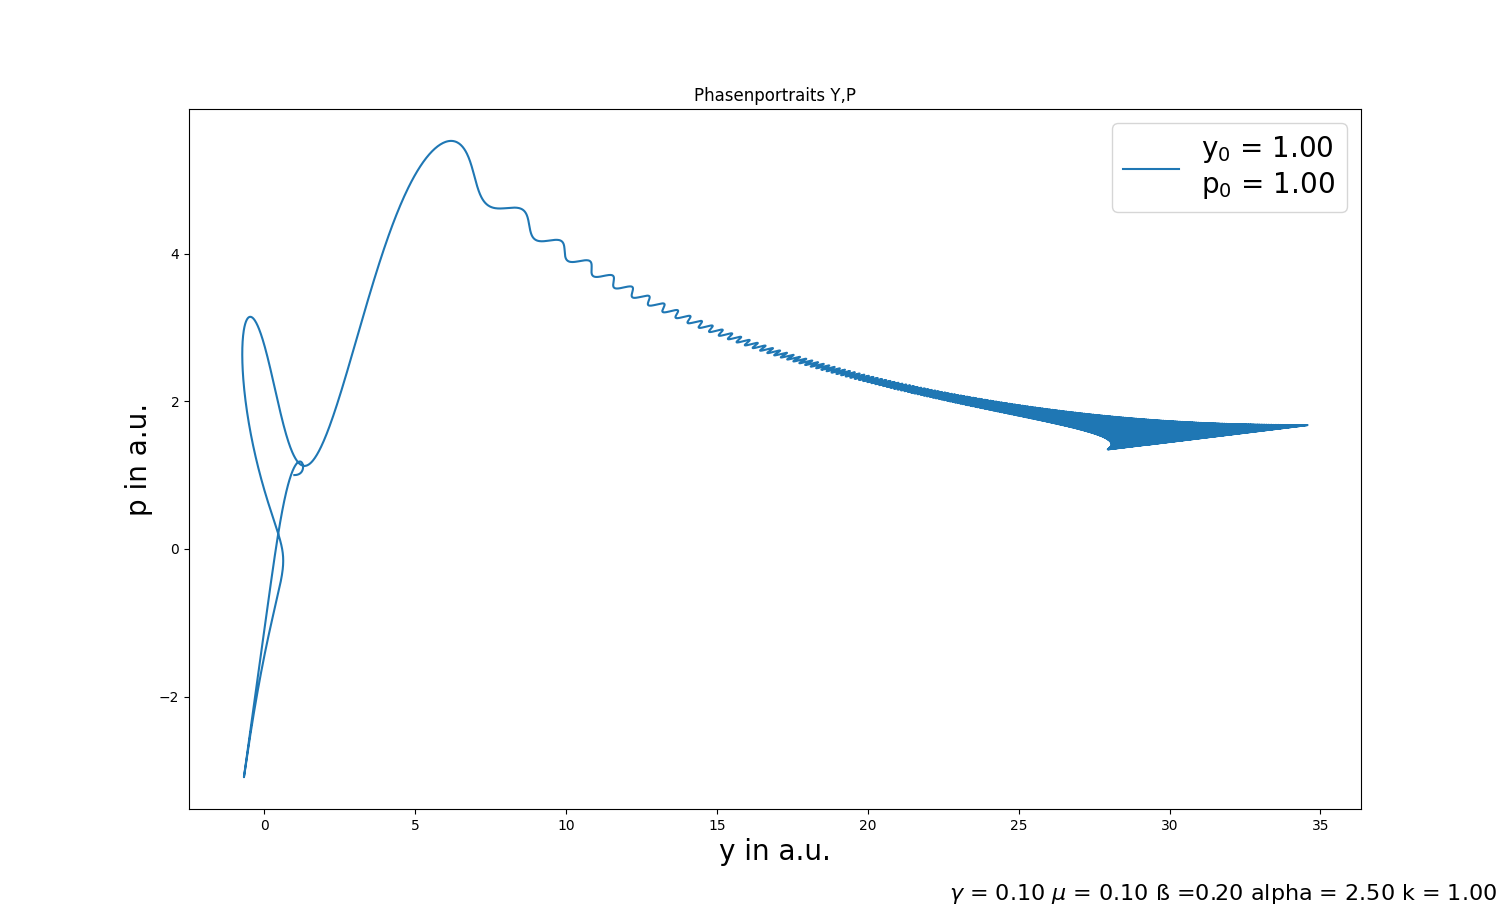 Phasenportraits Y,P
y₀ = 1.00
p₀ = 1.00
p in a.u.
4
2
0
−2
0 5 10 15 20 25 30 35
y in a.u.
γ = 0.10 μ = 0.10 ß =0.20 alpha = 2.50 k = 1.00